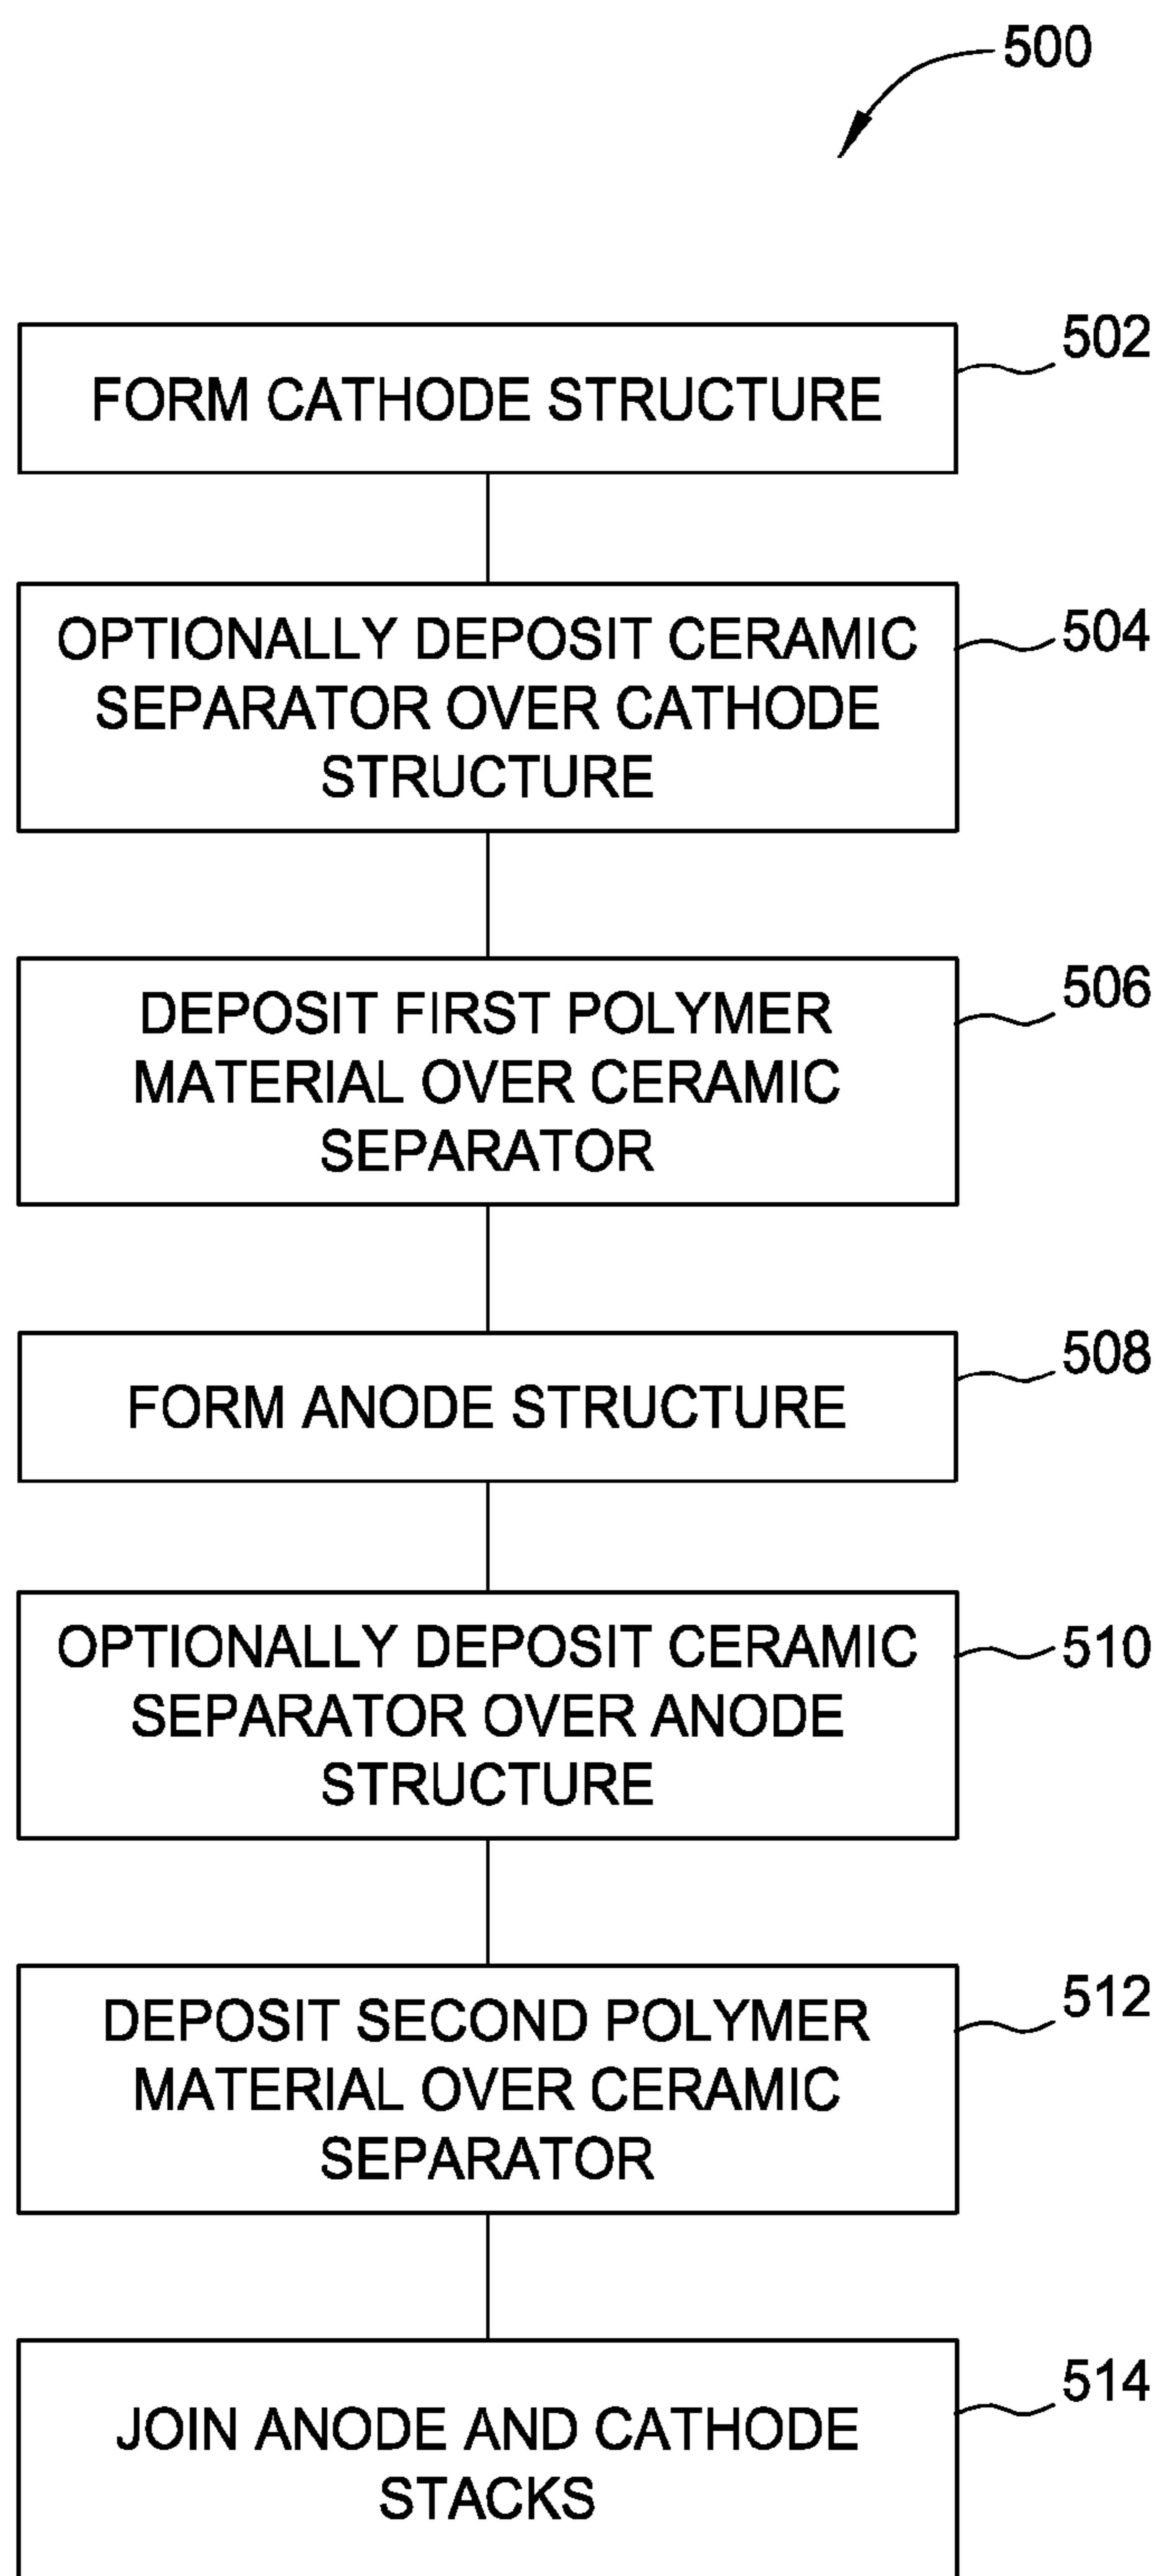 500
502
FORM CATHODE STRUCTURE
504
OPTIONALLY DEPOSIT CERAMIC
SEPARATOR OVER CATHODE
STRUCTURE
506
DEPOSIT FIRST POLYMER
MATERIAL OVER CERAMIC
SEPARATOR
508
FORM ANODE STRUCTURE
510
OPTIONALLY DEPOSIT CERAMIC
SEPARATOR OVER ANODE
STRUCTURE
512
DEPOSIT SECOND POLYMER
MATERIAL OVER CERAMIC
SEPARATOR
514
JOIN ANODE AND CATHODE
STACKS